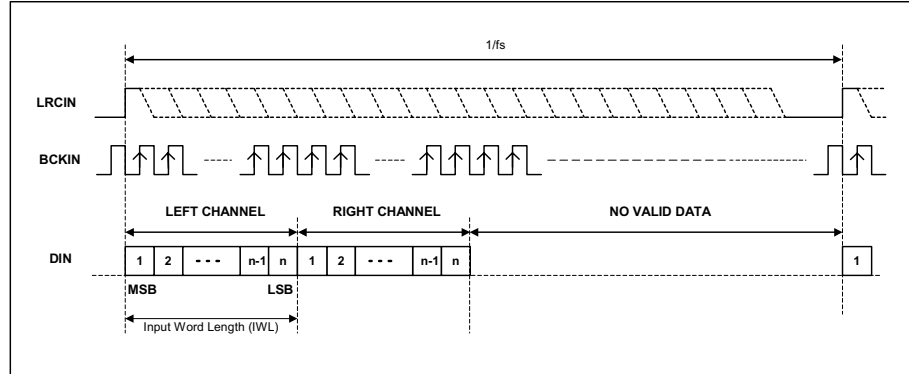 1/fs
LRCIN
BCKIN
LEFT CHANNEL RIGHT CHANNEL NO VALID DATA
DIN 1 2 --- n-1 n 1 2 --- n-1 n 1
MSB LSB
Input Word Length (IWL)